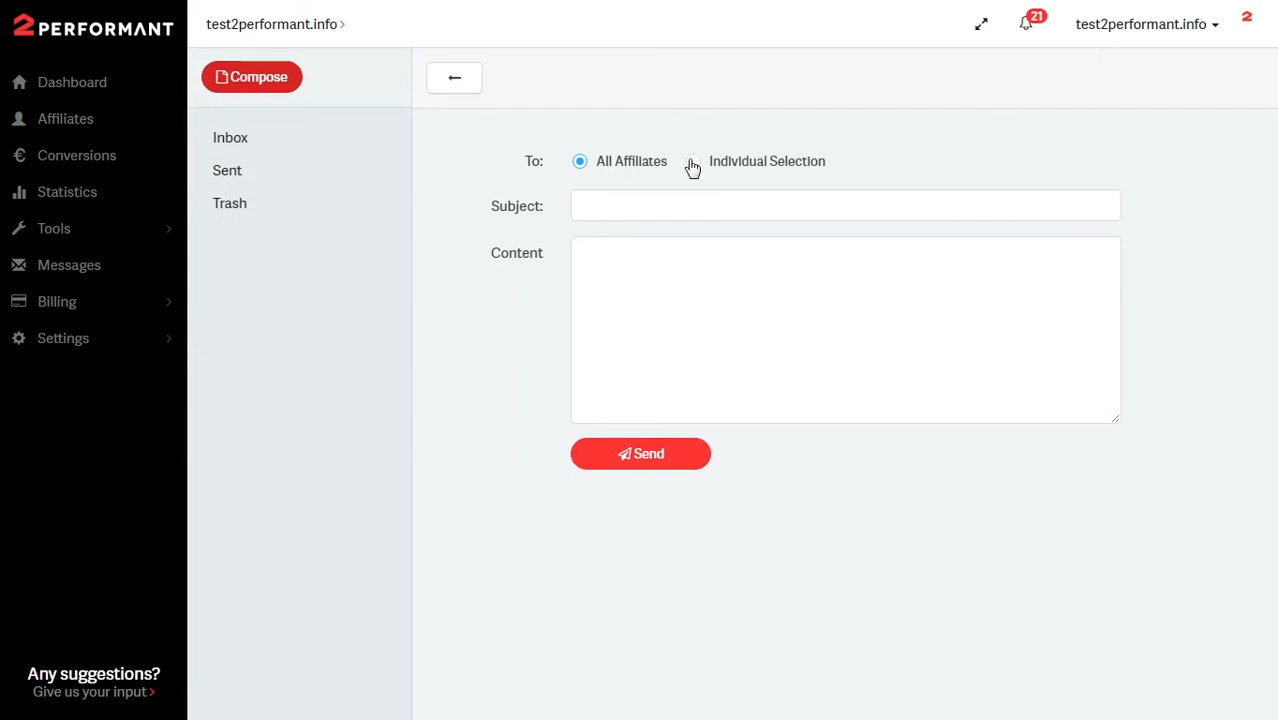 2PERFORMANT
test2performant.info >
21
test2performant.info
2
Dashboard
Affiliates
Conversions
Statistics
Tools
Messages
Billing
Settings
Any suggestions?
Give us your input >
Compose
Inbox
Sent
Trash
←
To: All Affiliates Individual Selection
Subject:
Content
Send